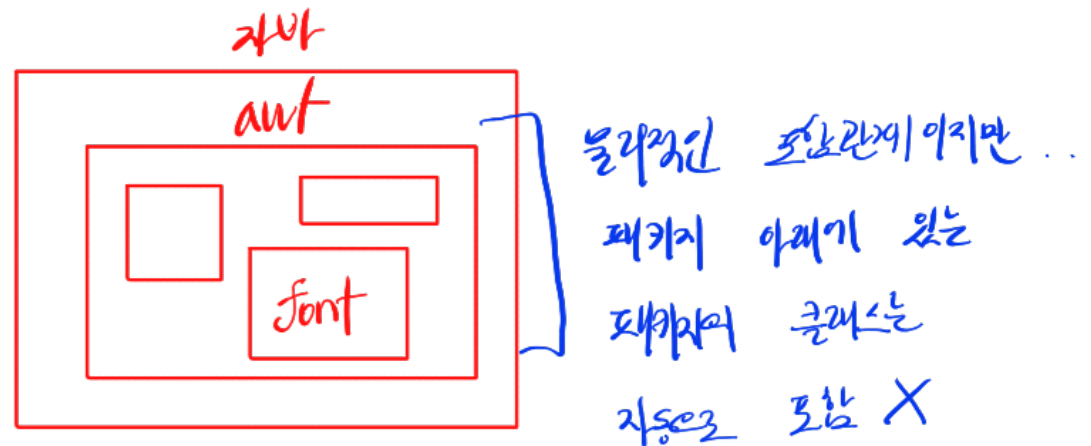 자바
awt
font
물리적인 포함관계이지만 ..
패키지 아래에 있는
패키지의 클래스는
자동으로 포함 X